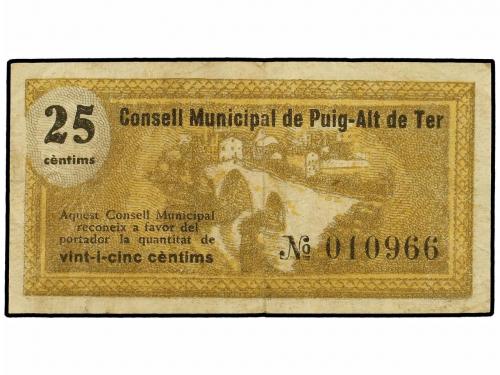 25
cèntims
Consell Municipal de Puig-Alt de Ter
Aquest Consell Municipal
reconeix a favor del
portador la quantitat de
vint-i-cinc cèntims
№ 010966